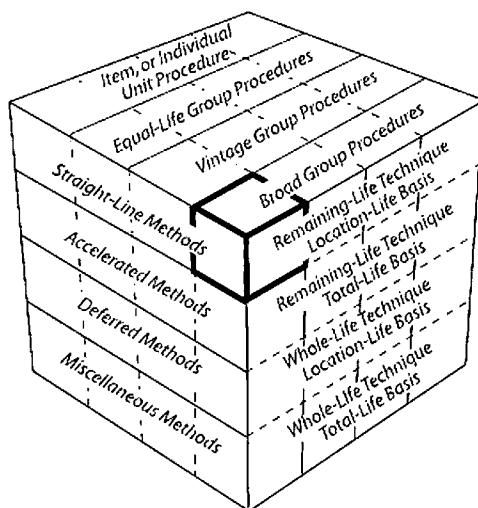 Item, or Individual
Unit Procedure
Equal-Life Group Procedures
Vintage Group Procedures
Broad Group Procedures
Straight-Line Methods
Accelerated Methods
Deferred Methods
Miscellaneous Methods
Remaining-Life Technique
Location-Life Basis
Remaining-Life Technique
Total-Life Basis
Whole-Life Technique
Location-Life Basis
Whole-Life Technique
Total-Life Basis